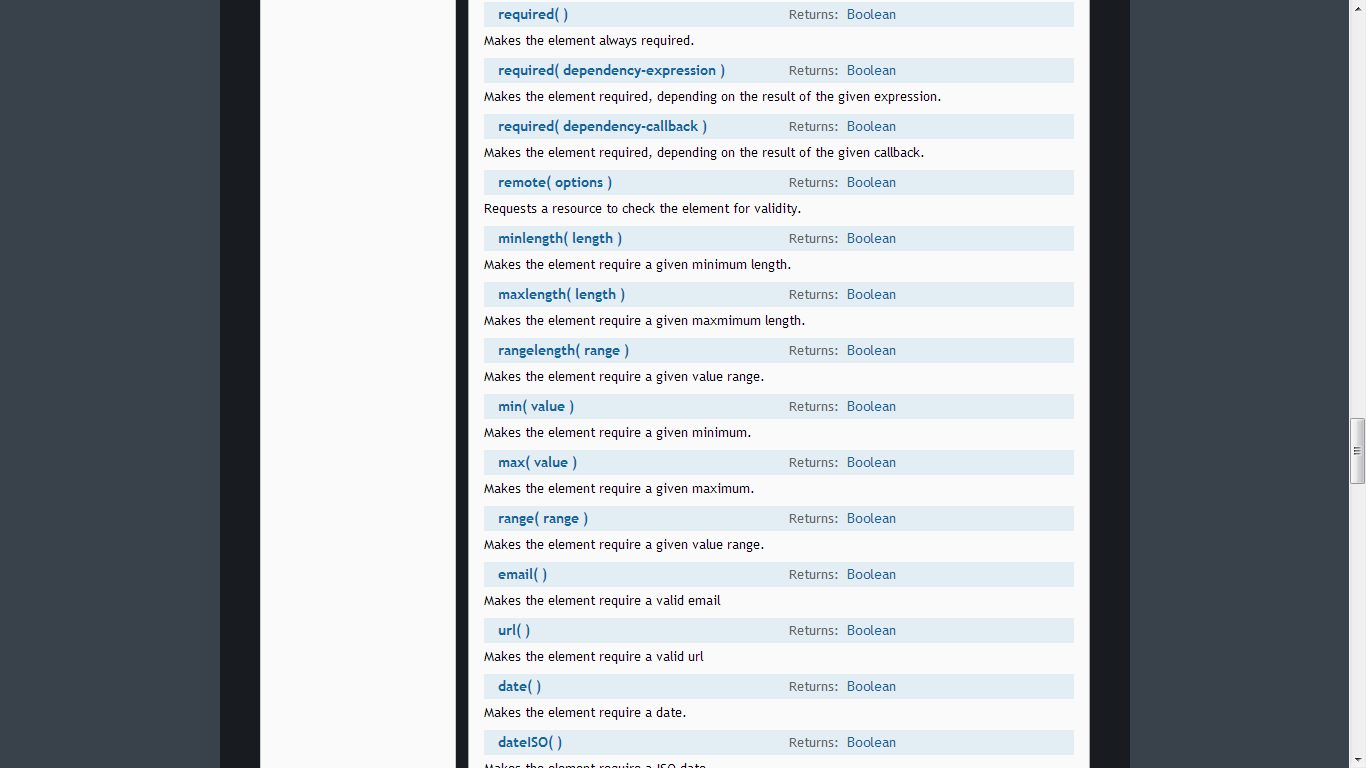 required( ) Returns: Boolean
Makes the element always required.
required( dependency-expression ) Returns: Boolean
Makes the element required, depending on the result of the given expression.
required( dependency-callback ) Returns: Boolean
Makes the element required, depending on the result of the given callback.
remote( options ) Returns: Boolean
Requests a resource to check the element for validity.
minlength( length ) Returns: Boolean
Makes the element require a given minimum length.
maxlength( length ) Returns: Boolean
Makes the element require a given maxmimum length.
rangelength( range ) Returns: Boolean
Makes the element require a given value range.
min( value ) Returns: Boolean
Makes the element require a given minimum.
max( value ) Returns: Boolean
Makes the element require a given maximum.
range( range ) Returns: Boolean
Makes the element require a given value range.
email( ) Returns: Boolean
Makes the element require a valid email
url( ) Returns: Boolean
Makes the element require a valid url
date( ) Returns: Boolean
Makes the element require a date.
dateISO( ) Returns: Boolean
Makes the element require a ISO date.